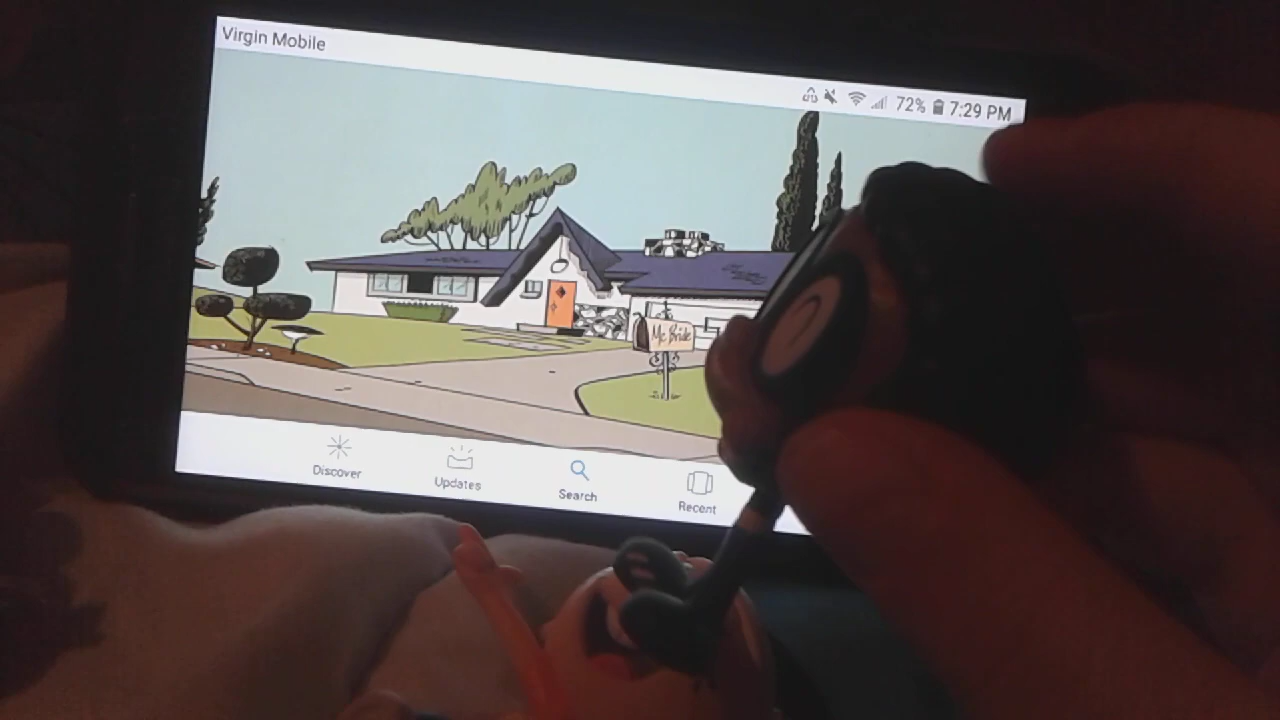 Virgin Mobile
72% 7:29 PM
Mc Bride
Discover
Updates
Search
Recent